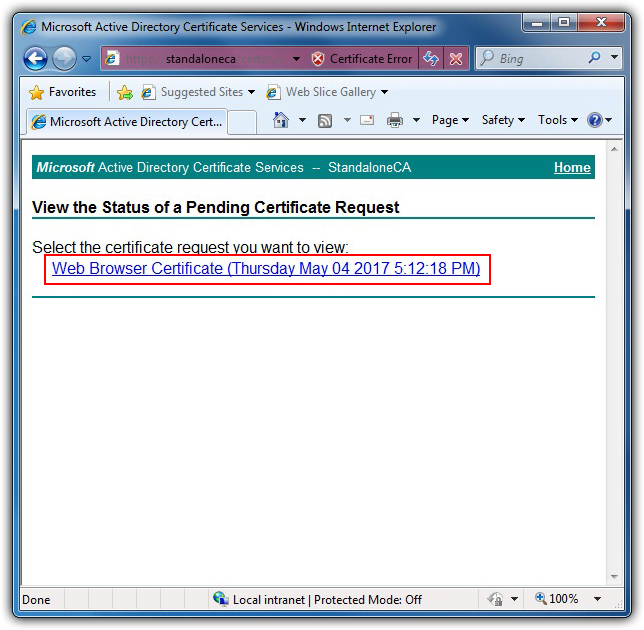 Microsoft Active Directory Certificate Services - Windows Internet Explorer
standaloneca
Certificate Error
Bing
Favorites
Suggested Sites
Web Slice Gallery
Microsoft Active Directory Cert...
Page
Safety
Tools
Microsoft Active Directory Certificate Services -- StandaloneCA
Home
View the Status of a Pending Certificate Request
Select the certificate request you want to view:
Web Browser Certificate (Thursday May 04 2017 5:12:18 PM)
Done
Local intranet | Protected Mode: Off
100%